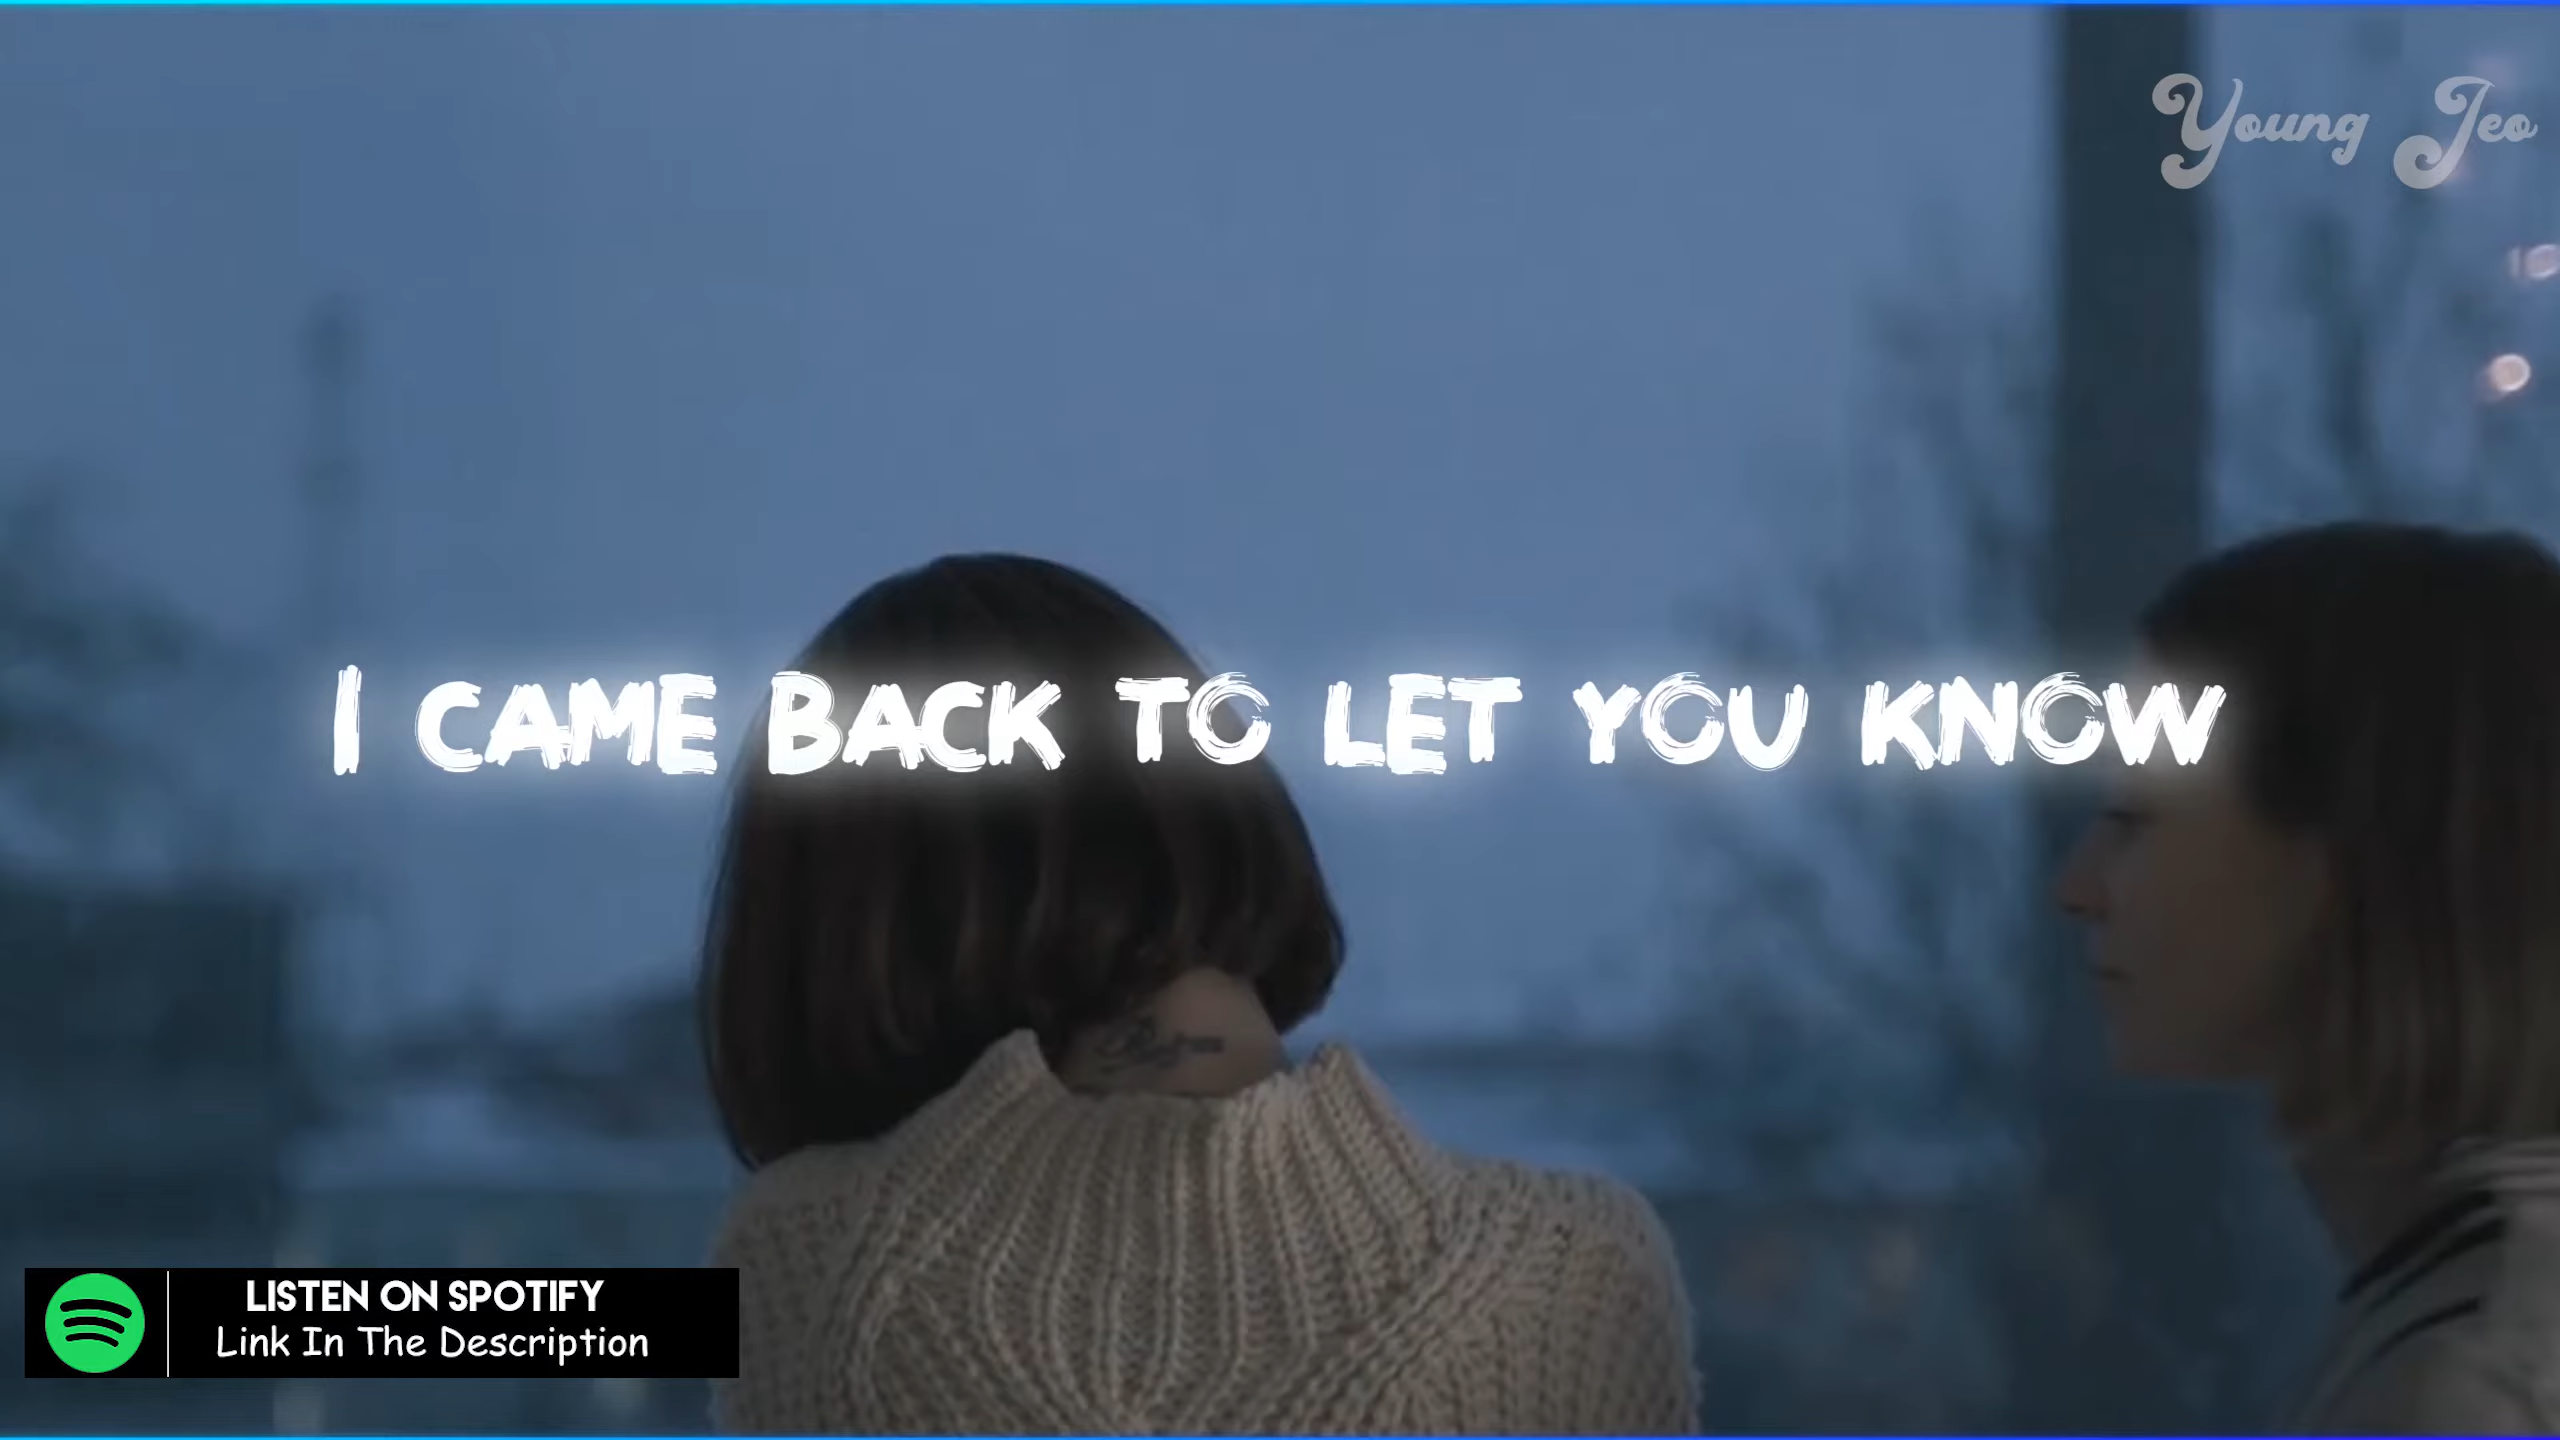 Young Jeo
I CAME BACK TO LET YOU KNOW
LISTEN ON SPOTIFY
Link In The Description